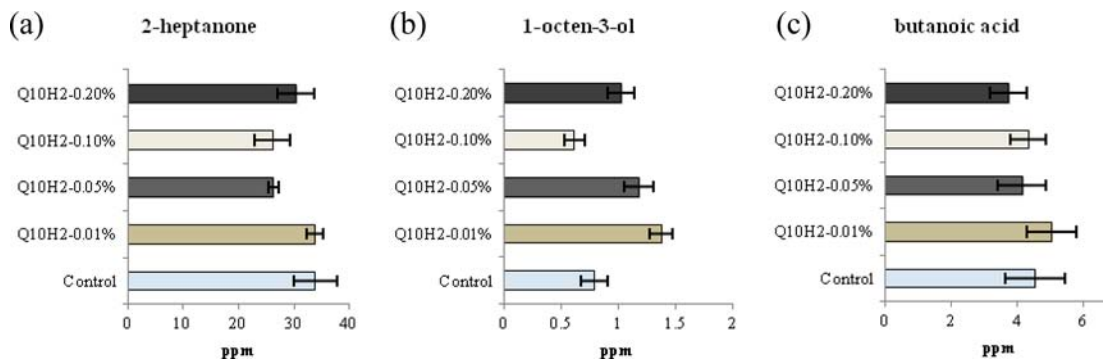 (a)
2-heptanone
Q10H2-0.20%
Q10H2-0.10%
Q10H2-0.05%
Q10H2-0.01%
Control
0 10 20 30 40
ppm
(b)
1-octen-3-ol
Q10H2-0.20%
Q10H2-0.10%
Q10H2-0.05%
Q10H2-0.01%
Control
0 0.5 1 1.5 2
ppm
(c)
butanoic acid
Q10H2-0.20%
Q10H2-0.10%
Q10H2-0.05%
Q10H2-0.01%
Control
0 2 4 6
ppm